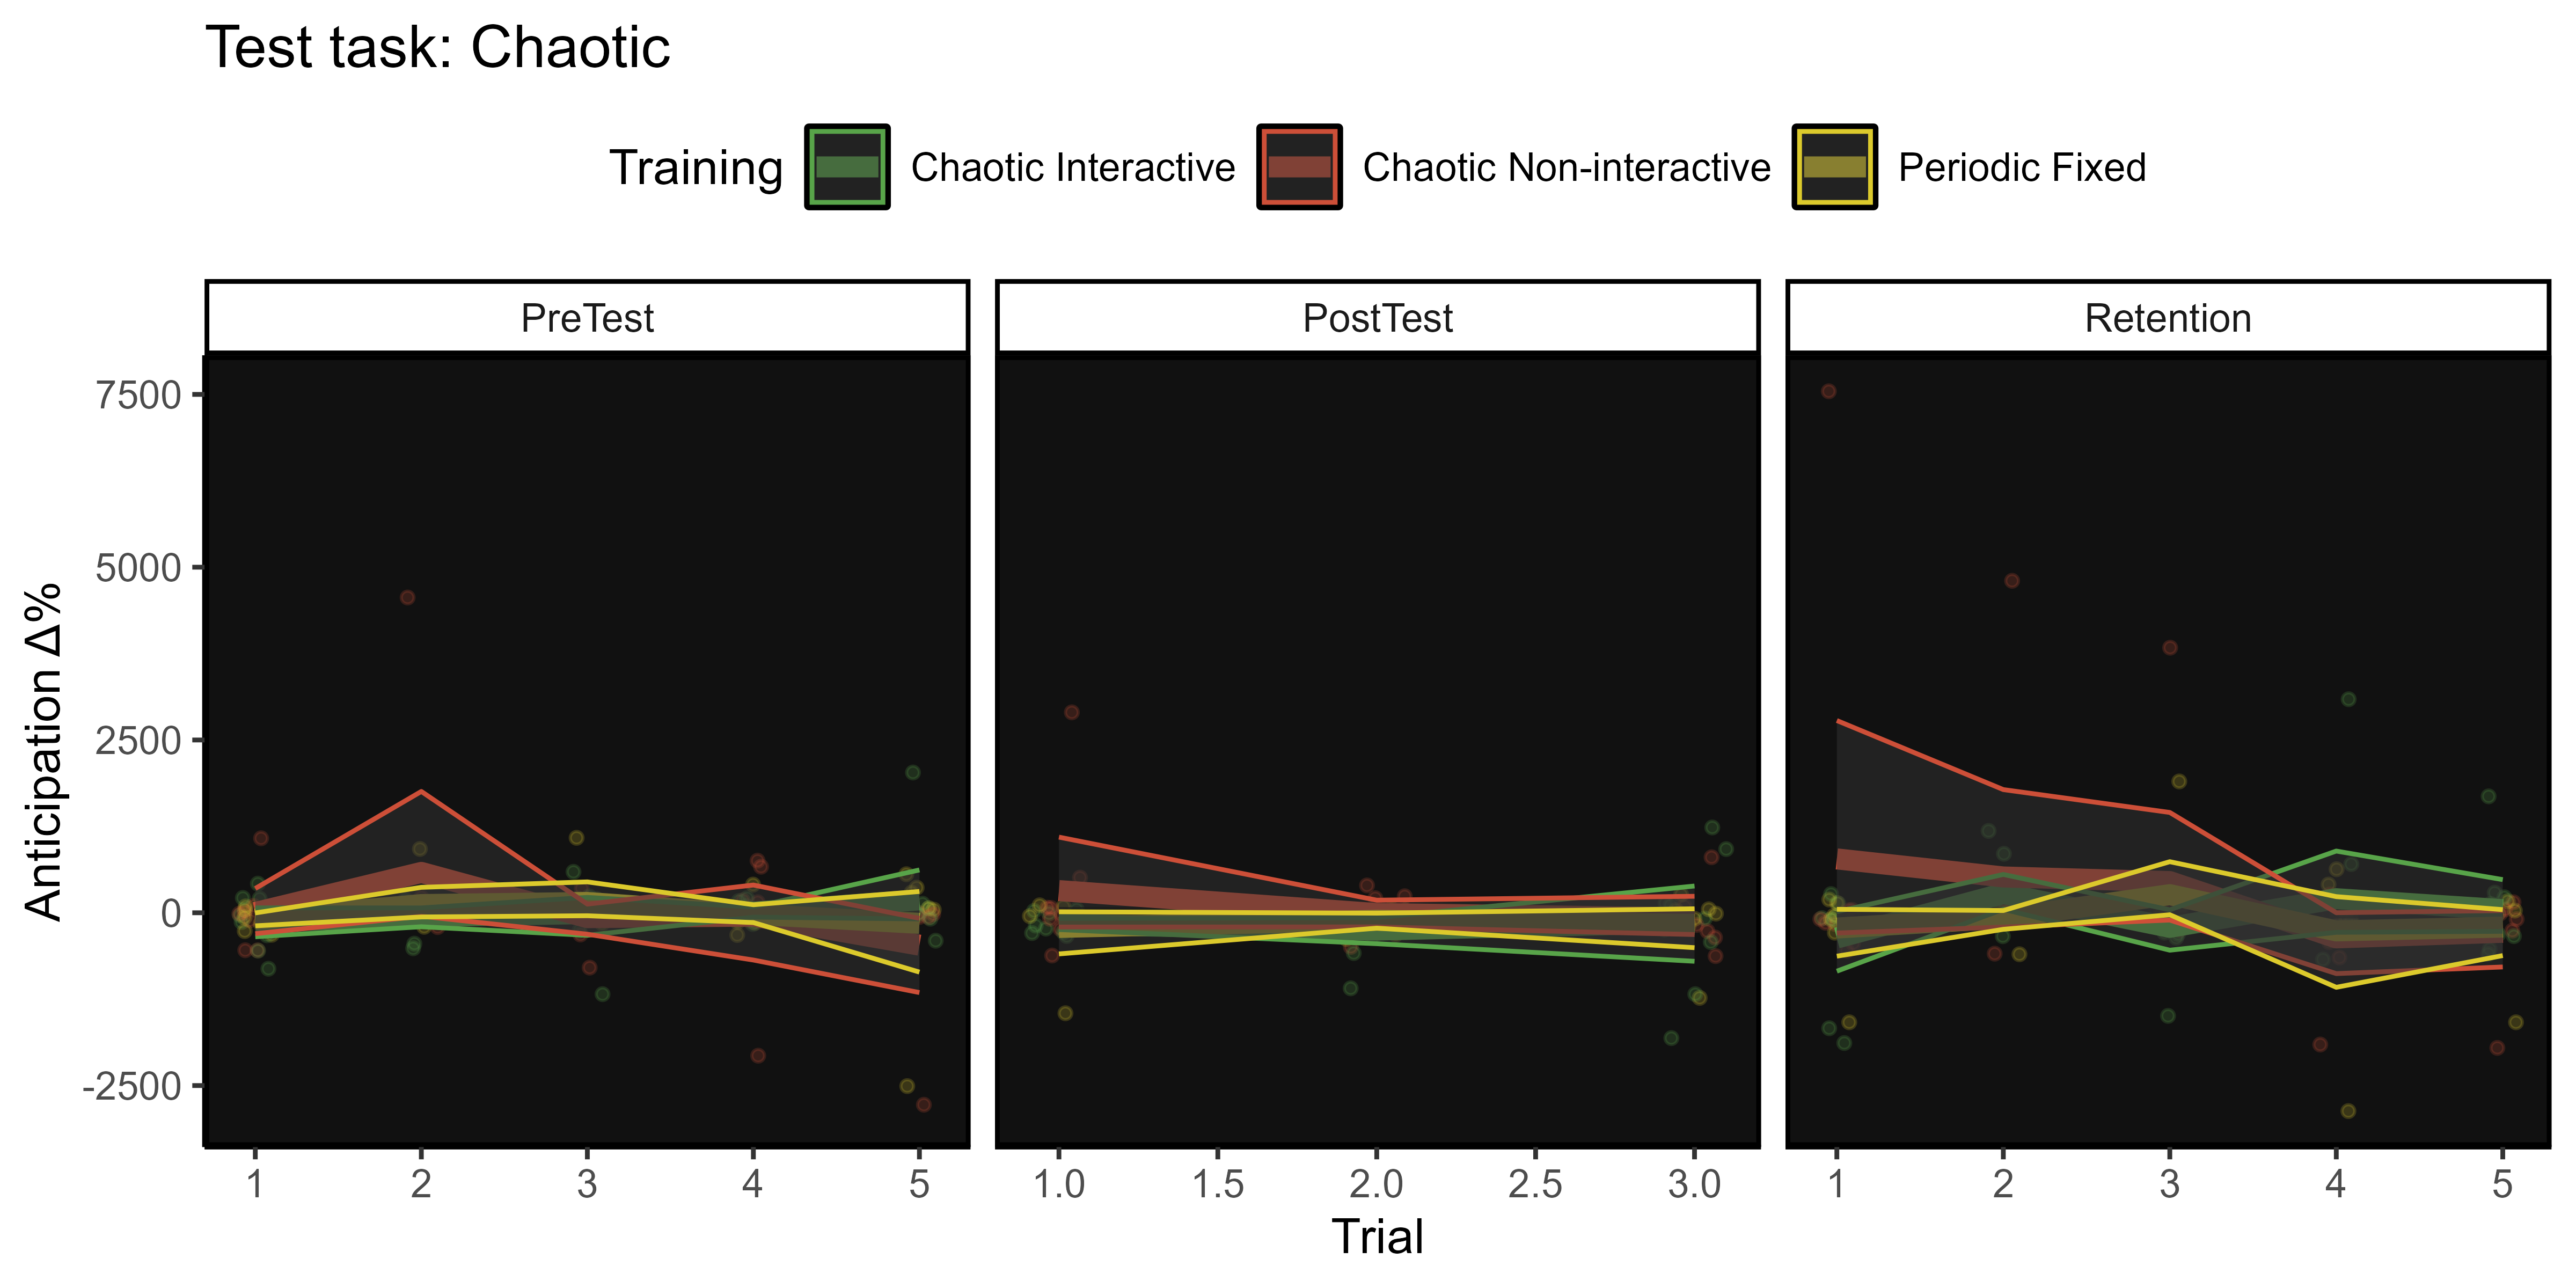 Test task: Chaotic
Training Chaotic Interactive Chaotic Non-interactive Periodic Fixed
PreTest PostTest Retention
Anticipation Δ%
7500
5000
2500
0
-2500
1 2 3 4 5 1.0 1.5 2.0 2.5 3.0 1 2 3 4 5
Trial